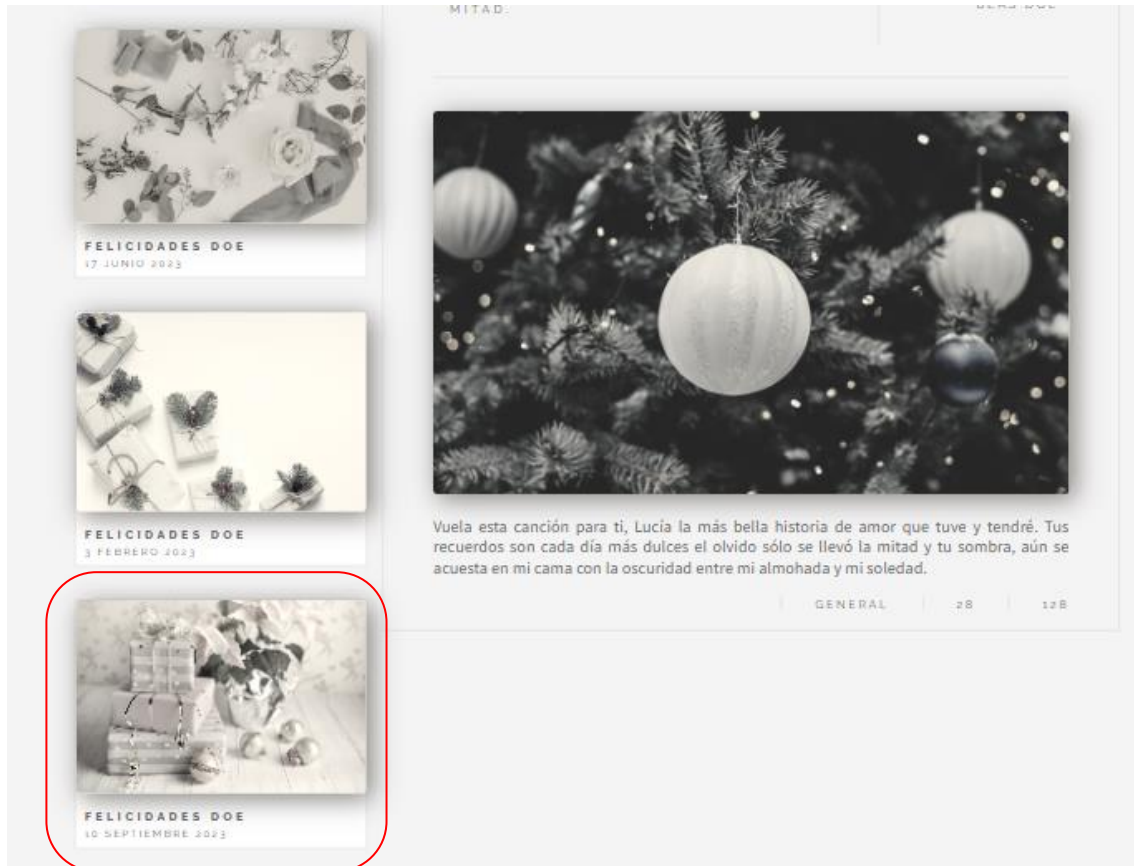 MITAD.
FELICIDADES DOE
17 JUNIO 2023
FELICIDADES DOE
3 FEBRERO 2023
Vuela esta canción para ti, Lucía la más bella historia de amor que tuve y tendré. Tus
recuerdos son cada día más dulces el olvido sólo se llevó la mitad y tu sombra, aún se
acuesta en mi cama con la oscuridad entre mi almohada y mi soledad.
GENERAL 28 128
FELICIDADES DOE
10 SEPTIEMBRE 2023